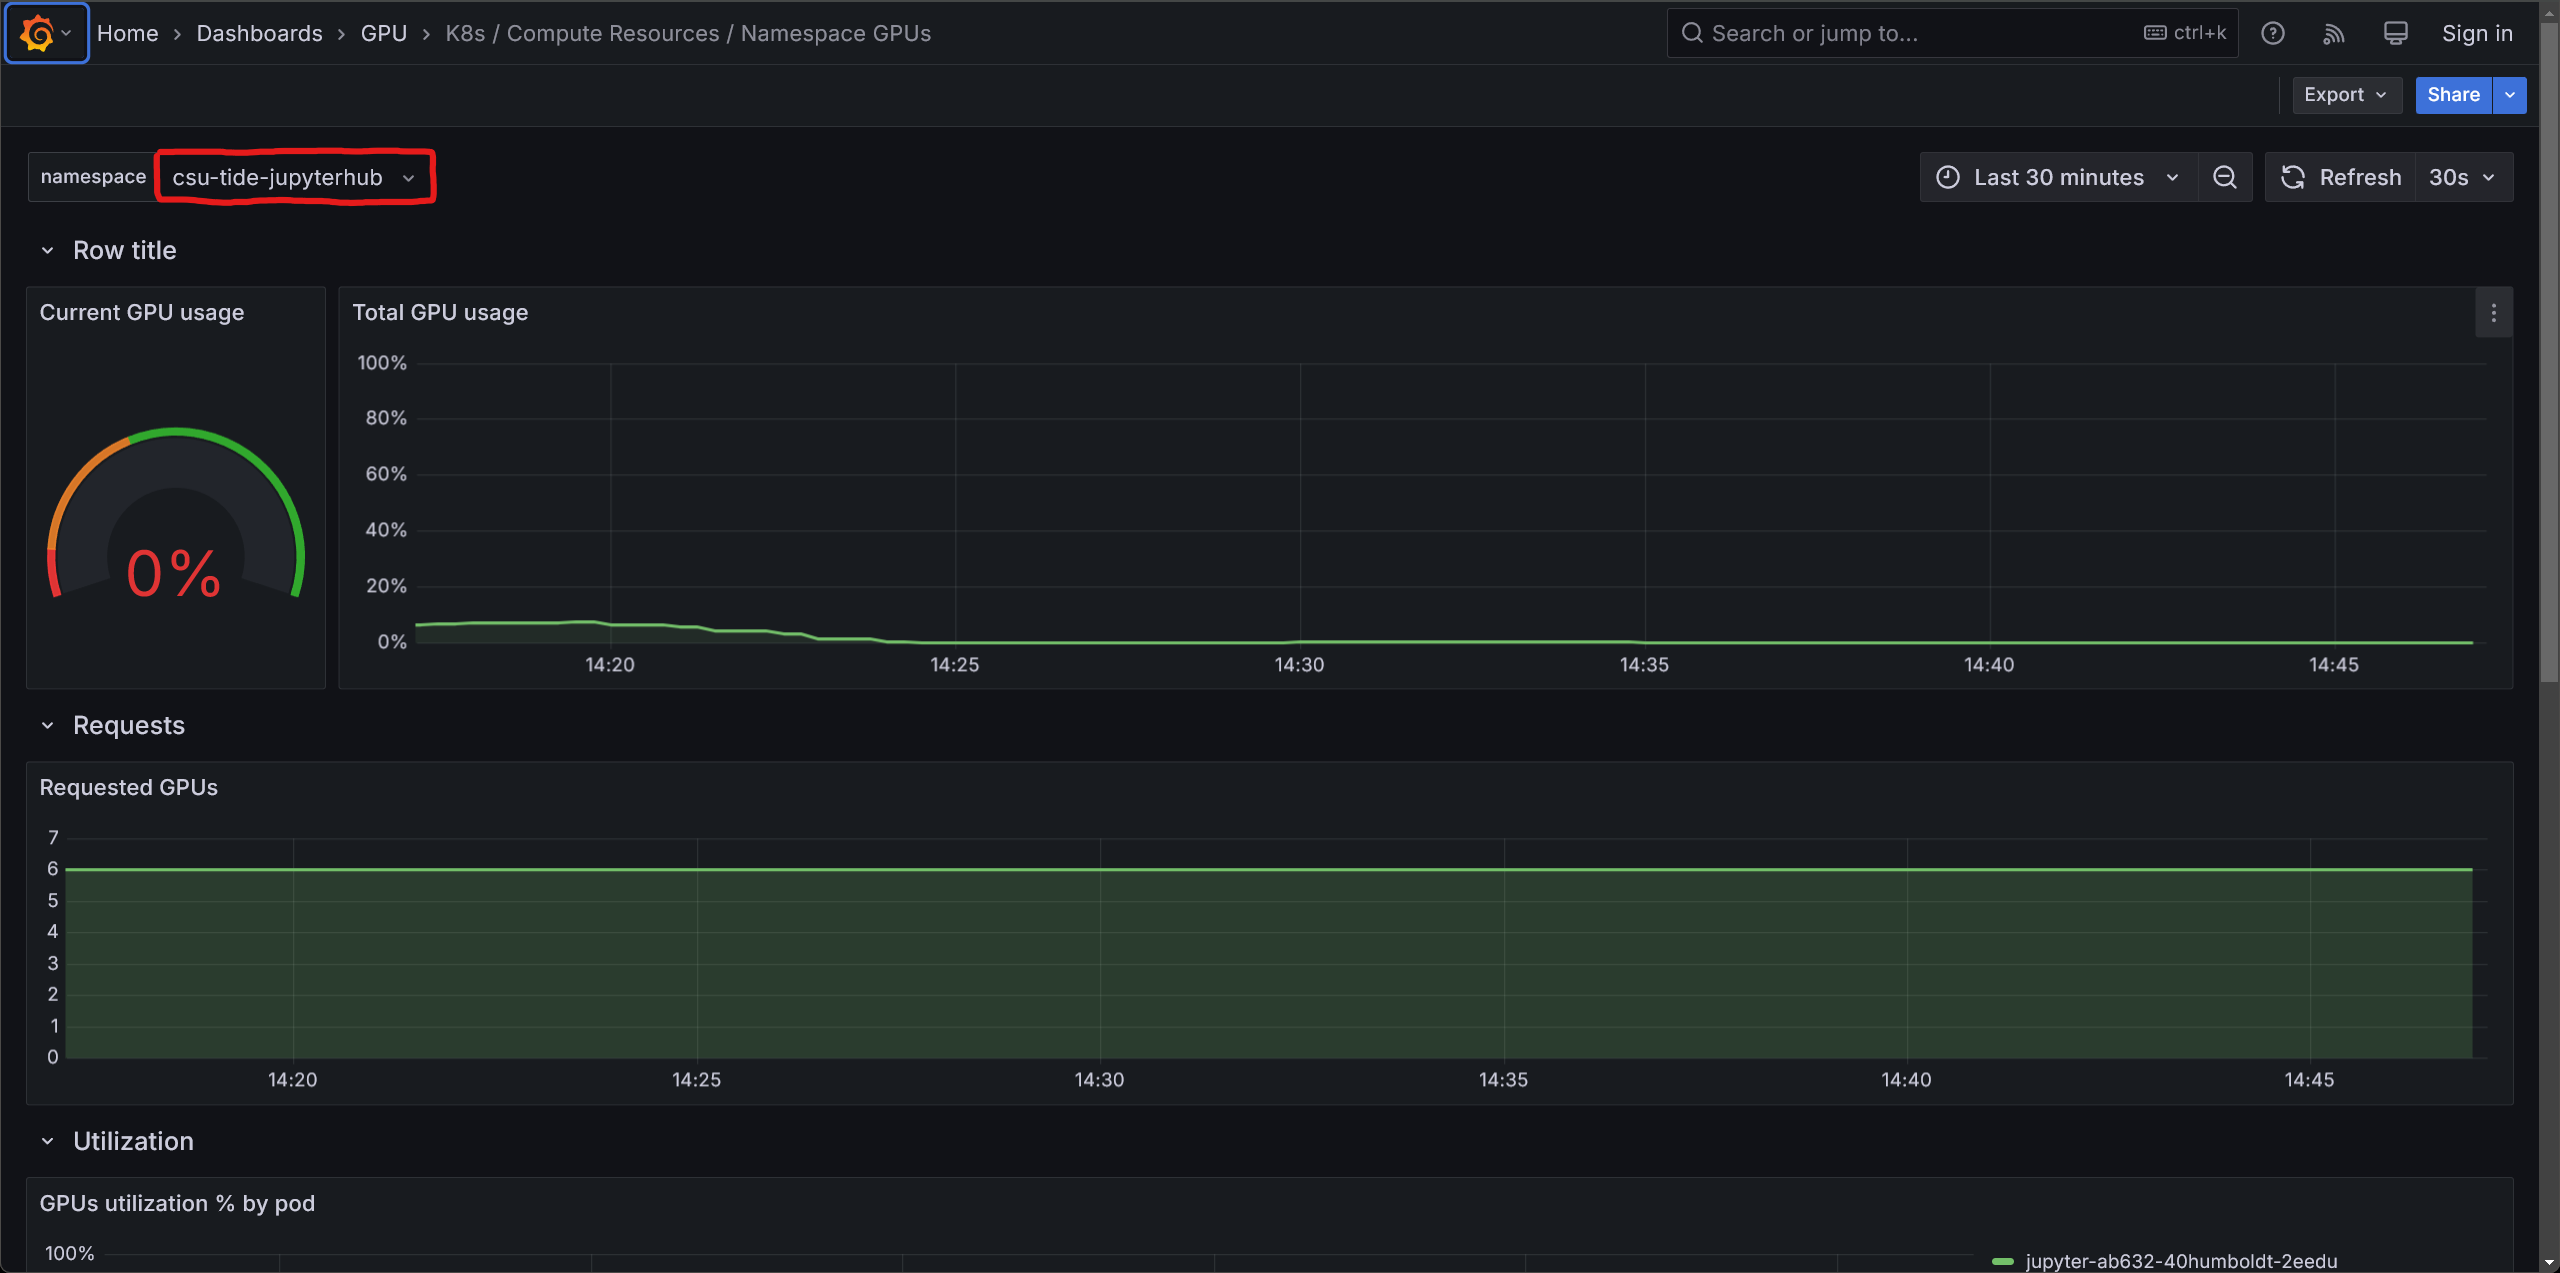 Home › Dashboards › GPU › K8s / Compute Resources / Namespace GPUs
Search or jump to...
ctrl+k
Sign in
Export
Share
namespace
csu-tide-jupyterhub
Last 30 minutes
Refresh
30s
Row title
Current GPU usage
0%
Total GPU usage
100%
80%
60%
40%
20%
0%
14:20 14:25 14:30 14:35 14:40 14:45
Requests
Requested GPUs
7
6
5
4
3
2
1
0
14:20 14:25 14:30 14:35 14:40 14:45
Utilization
GPUs utilization % by pod
100%
jupyter-ab632-40humboldt-2eedu